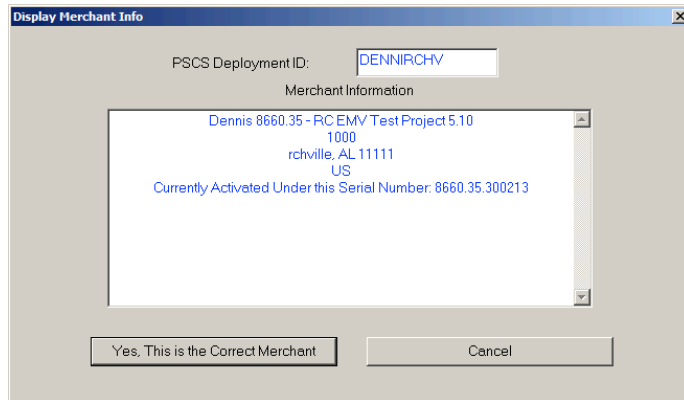 Display Merchant Info
PSCS Deployment ID: DENNIRCHV
Merchant Information
Dennis 8660.35 - RC EMV Test Project 5.10
1000
rchville, AL 11111
US
Currently Activated Under this Serial Number: 8660.35.300213
Yes, This is the Correct Merchant Cancel